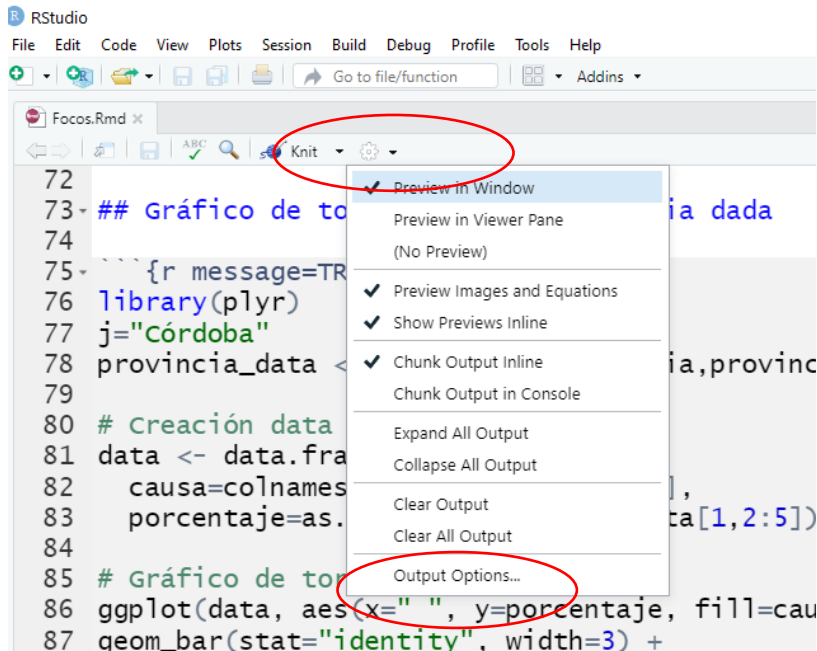 RStudio
File Edit Code View Plots Session Build Debug Profile Tools Help
Go to file/function Addins
Focos.Rmd
ABC Knit
72
73 ## Gráfico de to ia dada
74
75 ```{r message=TR
76 library(plyr)
77 j="Córdoba"
78 provincia_data < ia,provinc
79
80 # Creación data
81 data <- data.fra
82 causa=colnames ],
83 porcentaje=as. ta[1,2:5])
84
85 # Gráfico de tor
86 ggplot(data, aes(x=" ", y=porcentaje, fill=cau
87 geom_bar(stat="identity", width=3) +
Preview in Window
Preview in Viewer Pane
(No Preview)
Preview Images and Equations
Show Previews Inline
Chunk Output Inline
Chunk Output in Console
Expand All Output
Collapse All Output
Clear Output
Clear All Output
Output Options...